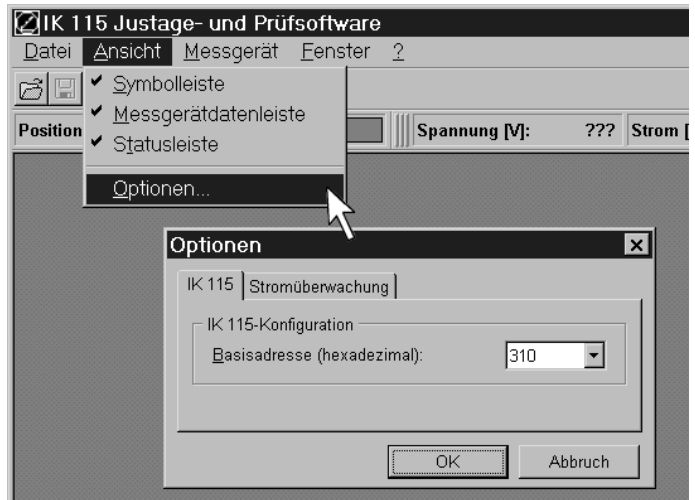 IK 115 Justage- und Prüfsoftware
Datei Ansicht Messgerät Fenster ?
Symbolleiste
Messgerätdatenleiste
Statusleiste
Optionen...
Position Spannung [V]: ??? Strom [
Optionen
IK 115 Stromüberwachung
IK 115-Konfiguration
Basisadresse (hexadezimal): 310
OK Abbruch